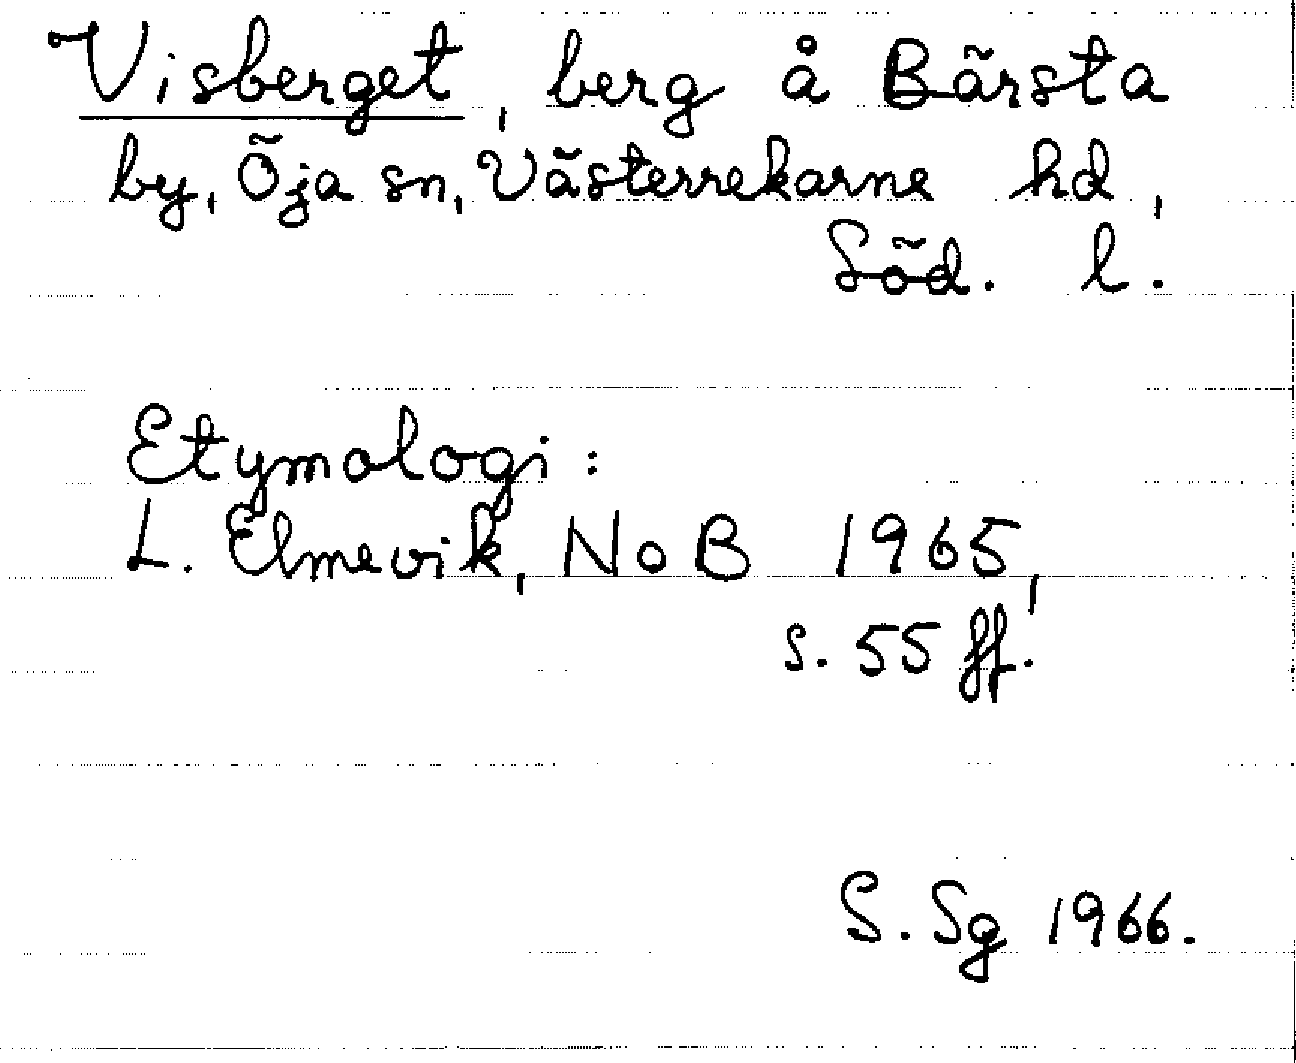 Visberget, berg å Bärsta
by, Öja sn, Västerrekarne hd,
Söd. l.
Etymologi:
L. Elmevik, NoB 1965,
s. 55 ff.
S. Sg 1966.